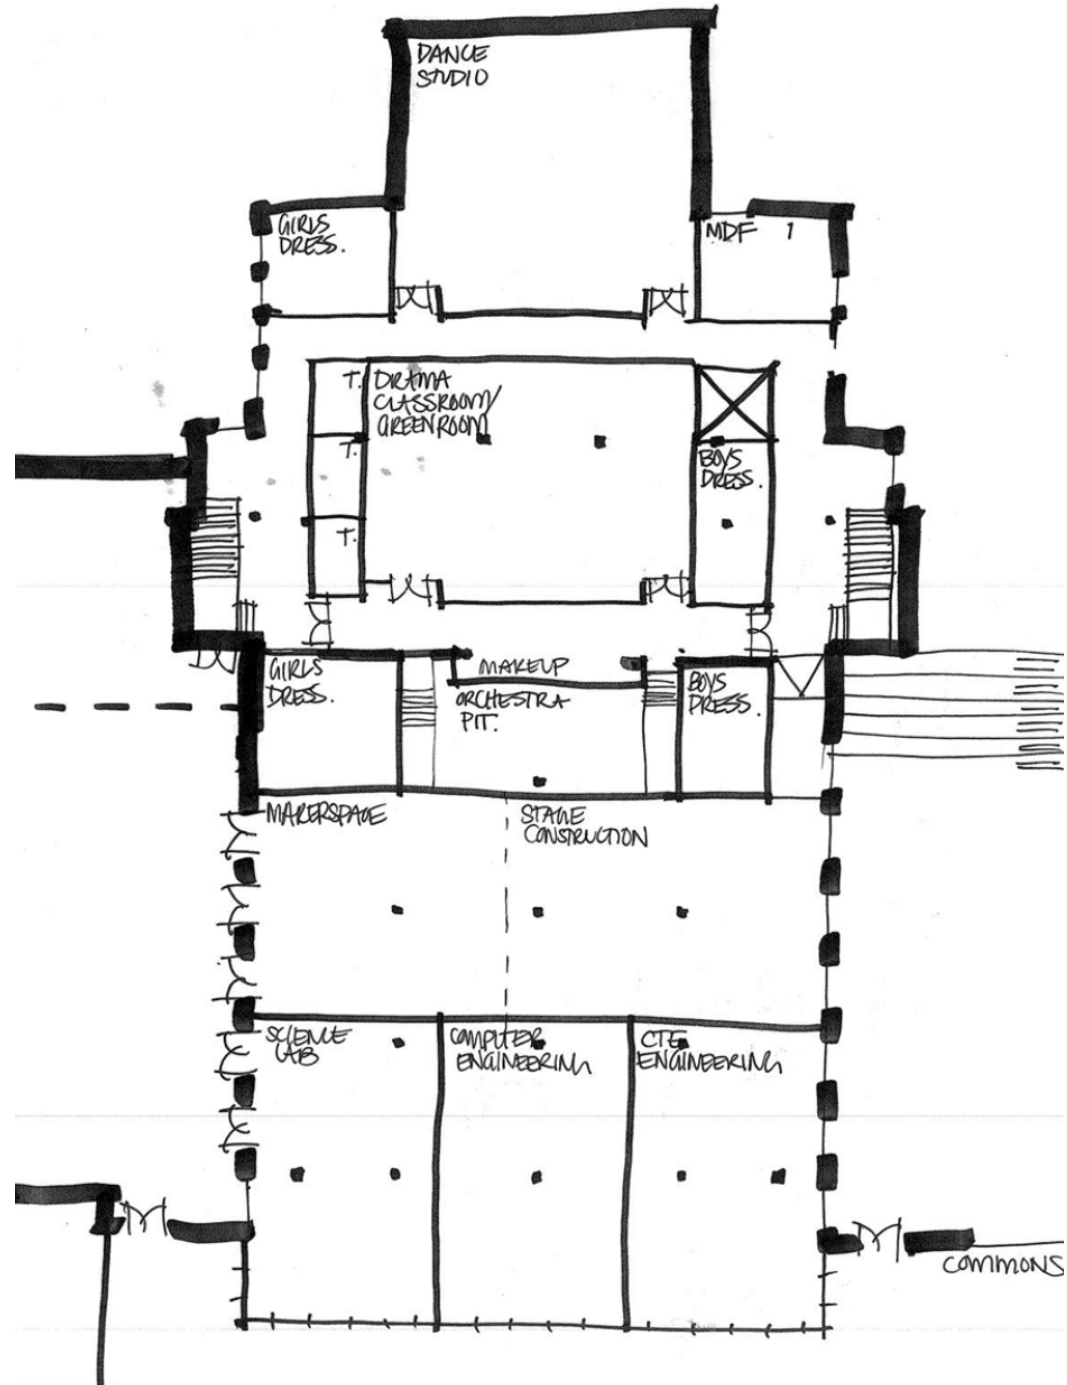 DANCE
STUDIO
GIRLS
DRESS.
MDF 1
T.
DRAMA
CLASSROOM/
GREENROOM
T.
BOYS
DRESS.
T.
GIRLS
DRESS.
MAKEUP
ORCHESTRA
PIT.
BOYS
DRESS.
MAKERSPACE
STAGE
CONSTRUCTION
SCIENCE
LAB
COMPUTER
ENGINEERING
CTE
ENGINEERING
COMMONS